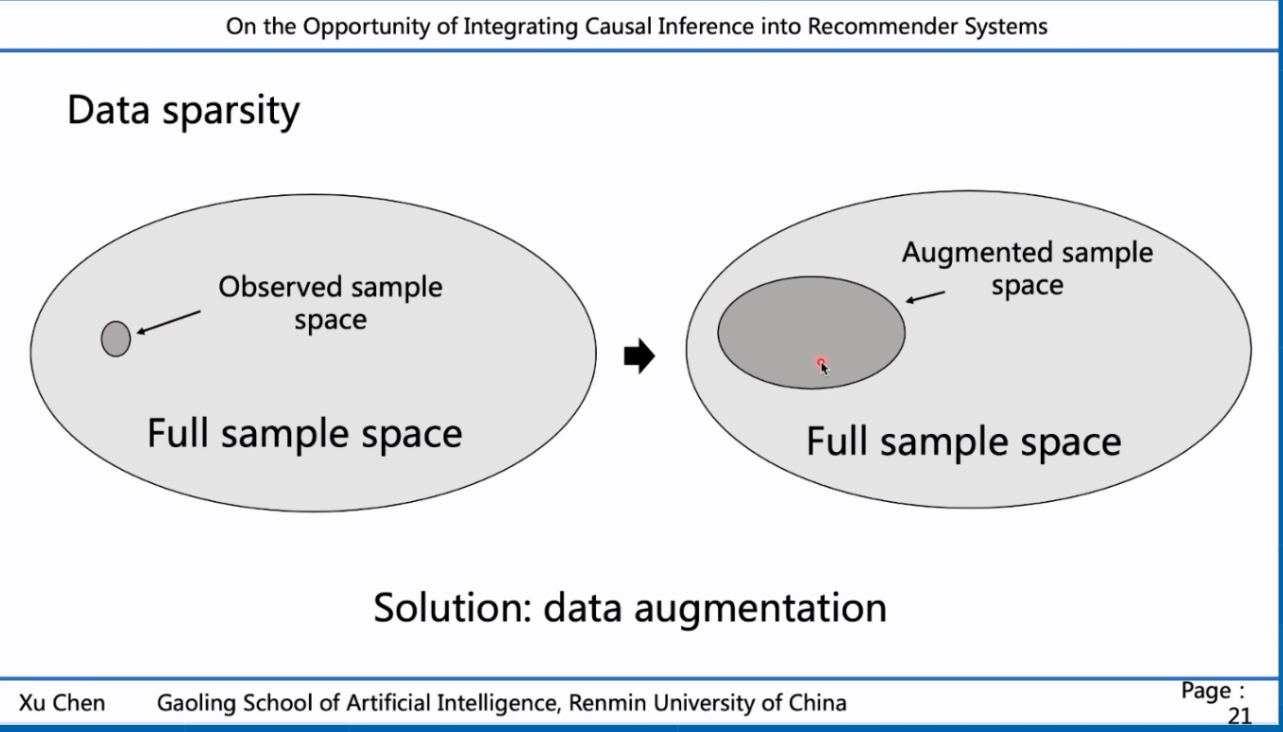 On the Opportunity of Integrating Causal Inference into Recommender Systems
Data sparsity
Observed sample
space
Full sample space
Augmented sample
space
Full sample space
Solution: data augmentation
Xu Chen Gaoling School of Artificial Intelligence, Renmin University of China
Page :
21